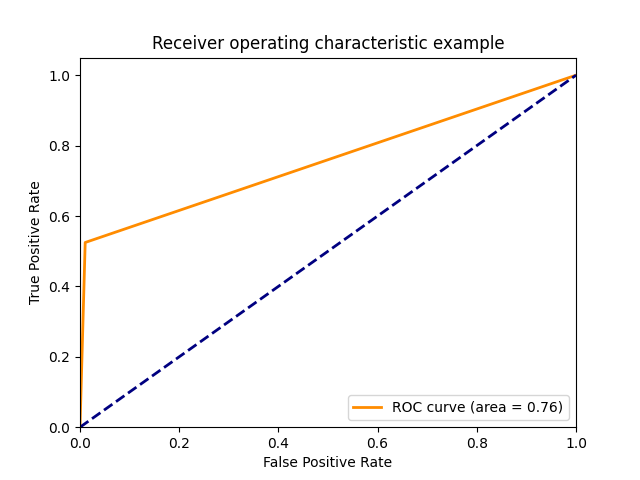 Receiver operating characteristic example
True Positive Rate
1.0
0.8
0.6
0.4
0.2
0.0
0.0 0.2 0.4 0.6 0.8 1.0
False Positive Rate
ROC curve (area = 0.76)